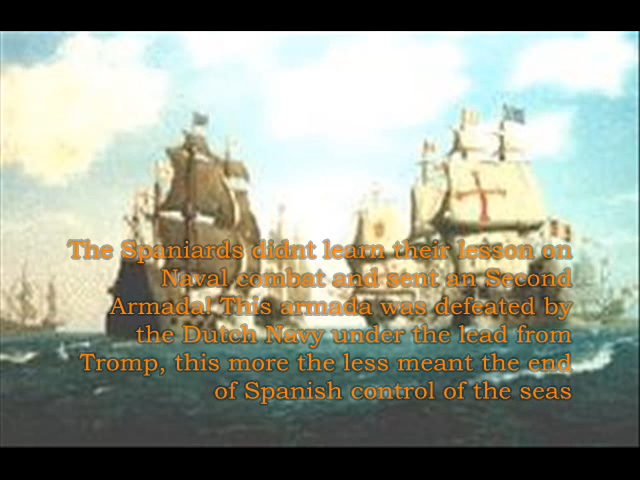 The Spaniards didnt learn their lesson on
Naval combat and sent an Second
Armada! This armada was defeated by
the Dutch Navy under the lead from
Tromp, this more the less meant the end
of Spanish control of the seas